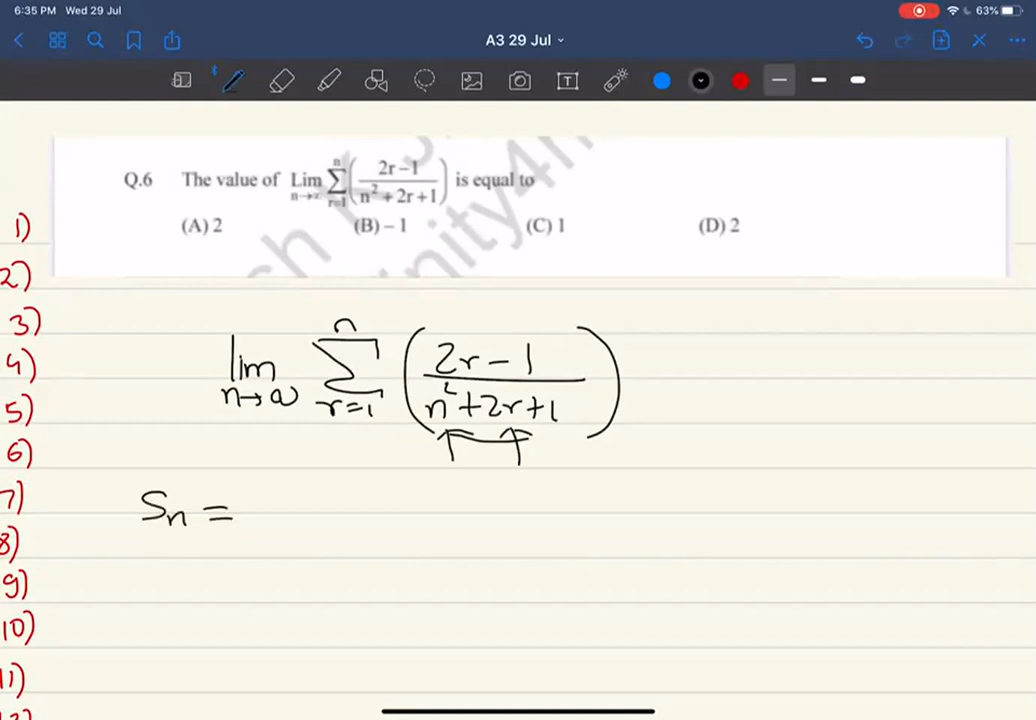 6:35 PM Wed 29 Jul
63%
A3 29 Jul
Q.6 The value of Lim n→∞ ∑ r=1 n ( 2r−1 / n²+2r+1 ) is equal to
(A) 2 (B) – 1 (C) 1 (D) 2
1)
2)
3)
4)
5)
6)
7)
8)
9)
10)
11)
lim n→∞ ∑ r=1 n ( 2r−1 / n²+2r+1 )
Sn =